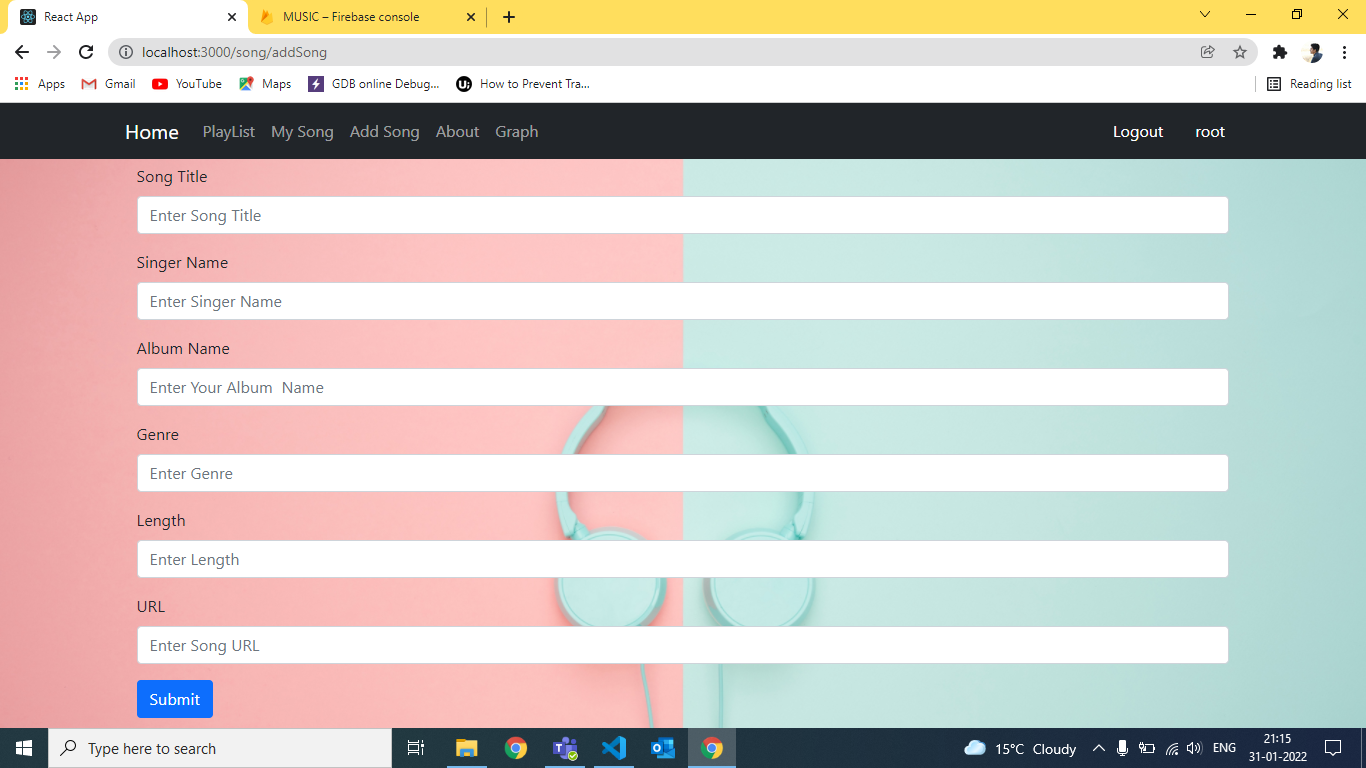 React App
MUSIC – Firebase console
localhost:3000/song/addSong
Apps Gmail YouTube Maps GDB online Debug... How to Prevent Tra... Reading list
Home PlayList My Song Add Song About Graph Logout root
Song Title
Enter Song Title
Singer Name
Enter Singer Name
Album Name
Enter Your Album  Name
Genre
Enter Genre
Length
Enter Length
URL
Enter Song URL
Submit
Type here to search
15°C Cloudy
ENG
21:15
31-01-2022